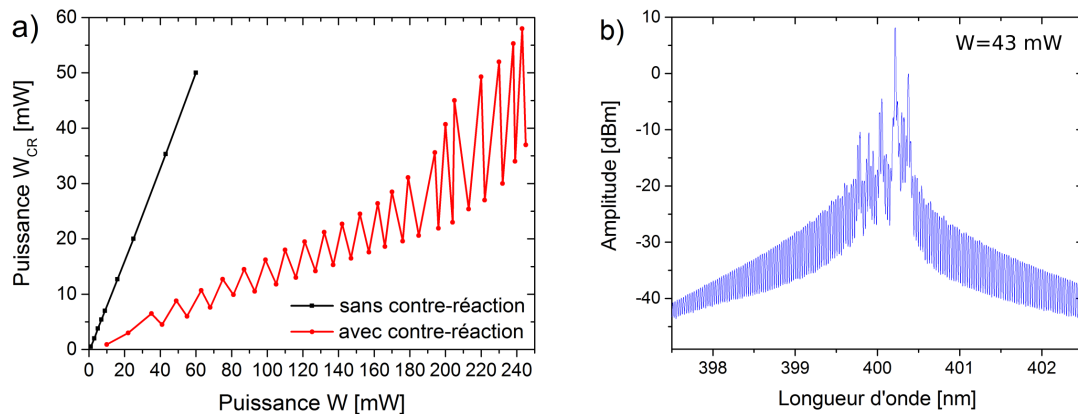 a)
60
50
40
30
20
10
0
Puissance W_CR [mW]
0 20 40 60 80 100 120 140 160 180 200 220 240
Puissance W [mW]
sans contre-réaction
avec contre-réaction
b)
W=43 mW
10
0
-10
-20
-30
-40
Amplitude [dBm]
398 399 400 401 402
Longueur d'onde [nm]